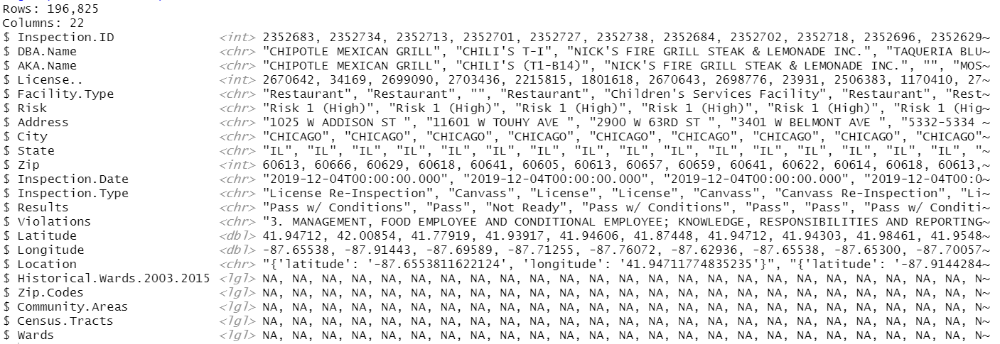 Rows: 196,825
Columns: 22
$ Inspection.ID <int> 2352683, 2352734, 2352713, 2352701, 2352727, 2352738, 2352684, 2352702, 2352718, 2352696, 2352629~
$ DBA.Name <chr> "CHIPOTLE MEXICAN GRILL", "CHILI'S T-I", "NICK'S FIRE GRILL STEAK & LEMONADE INC.", "TAQUERIA BLU~
$ AKA.Name <chr> "CHIPOTLE MEXICAN GRILL", "CHILI'S (T1-B14)", "NICK'S FIRE GRILL STEAK & LEMONADE INC.", "", "MOS~
$ License.. <int> 2670642, 34169, 2699090, 2703436, 2215815, 1801618, 2670643, 2698776, 23931, 2506383, 1170410, 27~
$ Facility.Type <chr> "Restaurant", "Restaurant", "", "Restaurant", "Children's Services Facility", "Restaurant", "Rest~
$ Risk <chr> "Risk 1 (High)", "Risk 1 (High)", "Risk 1 (High)", "Risk 1 (High)", "Risk 1 (High)", "Risk 1 (Hig~
$ Address <chr> "1025 W ADDISON ST ", "11601 W TOUHY AVE ", "2900 W 63RD ST ", "3401 W BELMONT AVE ", "5332-5334 ~
$ City <chr> "CHICAGO", "CHICAGO", "CHICAGO", "CHICAGO", "CHICAGO", "CHICAGO", "CHICAGO", "CHICAGO", "CHICAGO"~
$ State <chr> "IL", "IL", "IL", "IL", "IL", "IL", "IL", "IL", "IL", "IL", "IL", "IL", "IL", "IL", "IL", "IL", "~
$ Zip <int> 60613, 60666, 60629, 60618, 60641, 60605, 60613, 60657, 60659, 60641, 60622, 60614, 60618, 60613,~
$ Inspection.Date <chr> "2019-12-04T00:00:00.000", "2019-12-04T00:00:00.000", "2019-12-04T00:00:00.000", "2019-12-04T00:0~
$ Inspection.Type <chr> "License Re-Inspection", "Canvass", "License", "License", "Canvass", "Canvass Re-Inspection", "Li~
$ Results <chr> "Pass w/ Conditions", "Pass", "Not Ready", "Pass w/ Conditions", "Pass", "Pass", "Pass w/ Conditi~
$ Violations <chr> "3. MANAGEMENT, FOOD EMPLOYEE AND CONDITIONAL EMPLOYEE; KNOWLEDGE, RESPONSIBILITIES AND REPORTING~
$ Latitude <dbl> 41.94712, 42.00854, 41.77919, 41.93917, 41.94606, 41.87448, 41.94712, 41.94303, 41.98461, 41.9548~
$ Longitude <dbl> -87.65538, -87.91443, -87.69589, -87.71255, -87.76072, -87.62936, -87.65538, -87.65300, -87.70057~
$ Location <chr> "{'latitude': '-87.6553811622124', 'longitude': '41.94711774835235'}", "{'latitude': '-87.9144284~
$ Historical.Wards.2003.2015 <lgl> NA, NA, NA, NA, NA, NA, NA, NA, NA, NA, NA, NA, NA, NA, NA, NA, NA, NA, NA, NA, NA, NA, NA, NA, N~
$ Zip.Codes <lgl> NA, NA, NA, NA, NA, NA, NA, NA, NA, NA, NA, NA, NA, NA, NA, NA, NA, NA, NA, NA, NA, NA, NA, NA, N~
$ Community.Areas <lgl> NA, NA, NA, NA, NA, NA, NA, NA, NA, NA, NA, NA, NA, NA, NA, NA, NA, NA, NA, NA, NA, NA, NA, NA, N~
$ Census.Tracts <lgl> NA, NA, NA, NA, NA, NA, NA, NA, NA, NA, NA, NA, NA, NA, NA, NA, NA, NA, NA, NA, NA, NA, NA, NA, N~
$ Wards <lgl> NA, NA, NA, NA, NA, NA, NA, NA, NA, NA, NA, NA, NA, NA, NA, NA, NA, NA, NA, NA, NA, NA, NA, NA, N~